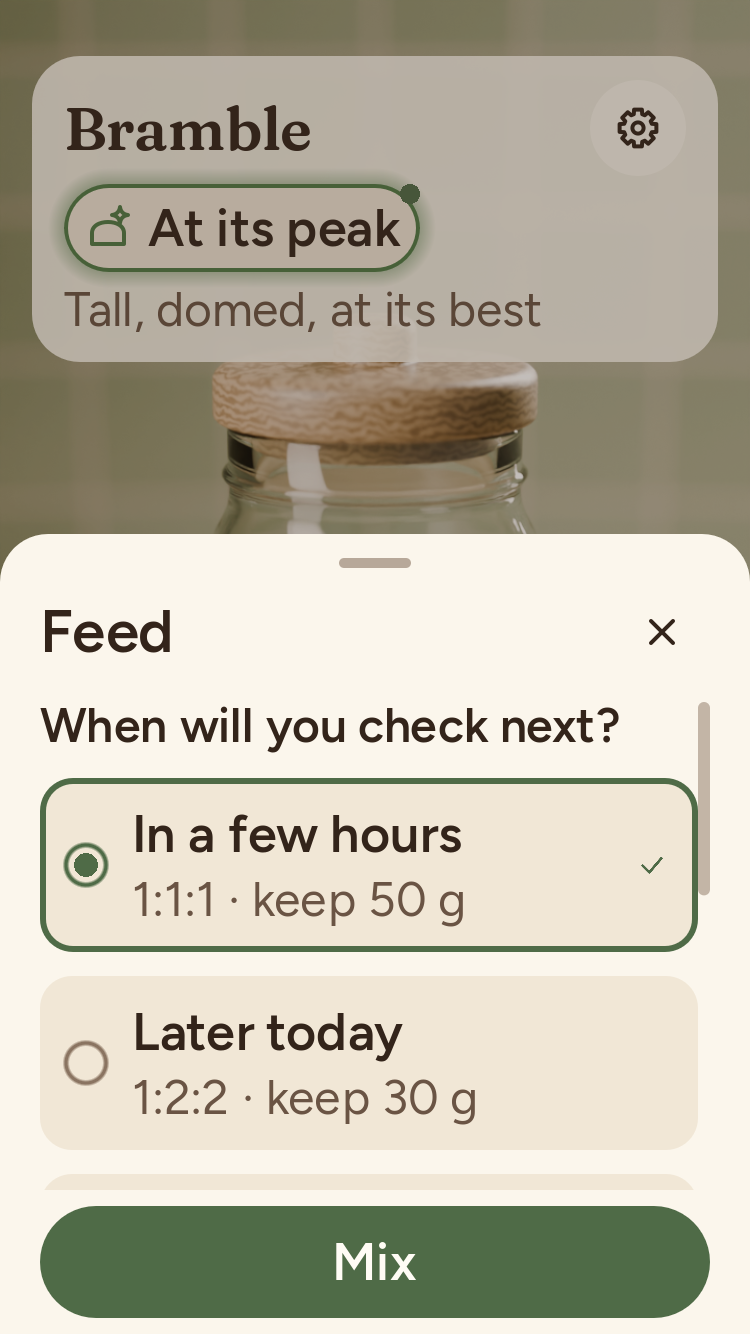 Bramble
At its peak
Tall, domed, at its best
Feed
When will you check next?
In a few hours
1:1:1 · keep 50 g
Later today
1:2:2 · keep 30 g
Mix